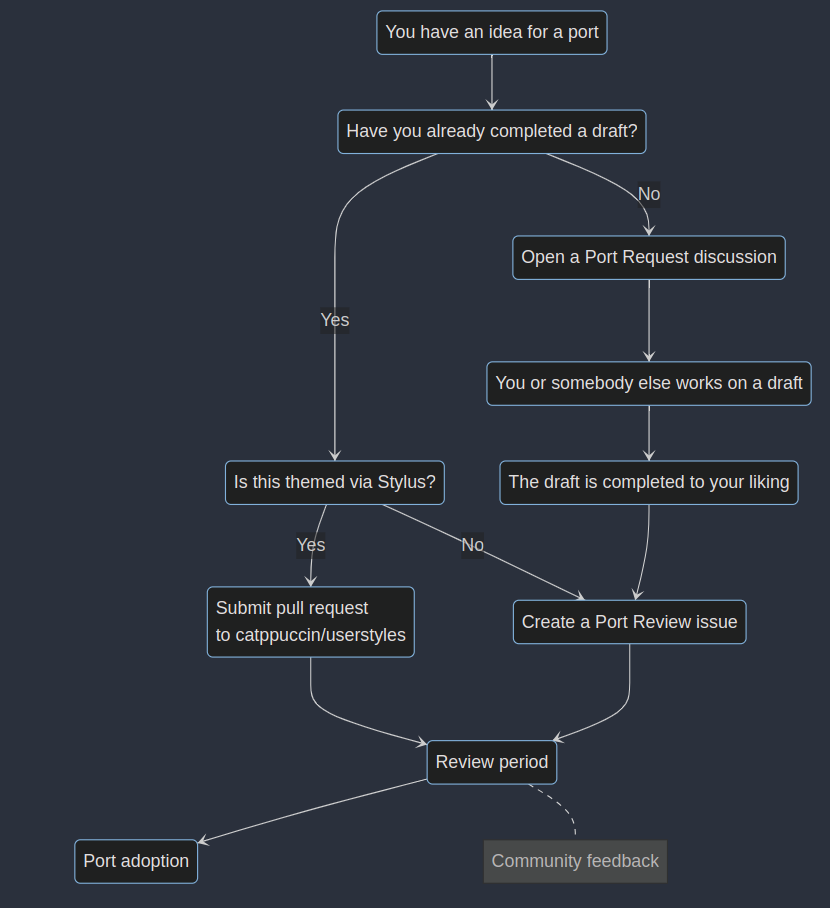 You have an idea for a port
Have you already completed a draft?
No
Open a Port Request discussion
Yes
You or somebody else works on a draft
Is this themed via Stylus?
The draft is completed to your liking
Yes
No
Submit pull request
to catppuccin/userstyles
Create a Port Review issue
Review period
Port adoption
Community feedback